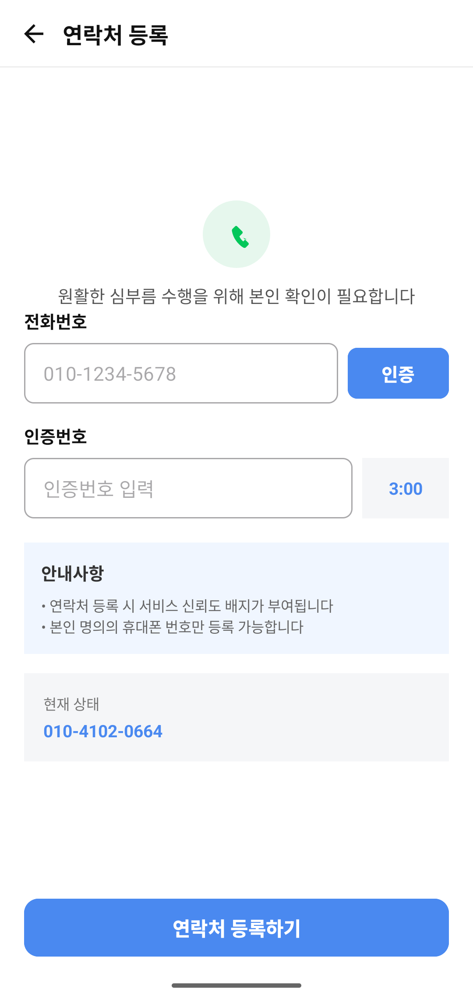 연락처 등록
원활한 심부름 수행을 위해 본인 확인이 필요합니다
전화번호
010-1234-5678
인증
인증번호
인증번호 입력
3:00
안내사항
• 연락처 등록 시 서비스 신뢰도 배지가 부여됩니다
• 본인 명의의 휴대폰 번호만 등록 가능합니다
현재 상태
010-4102-0664
연락처 등록하기